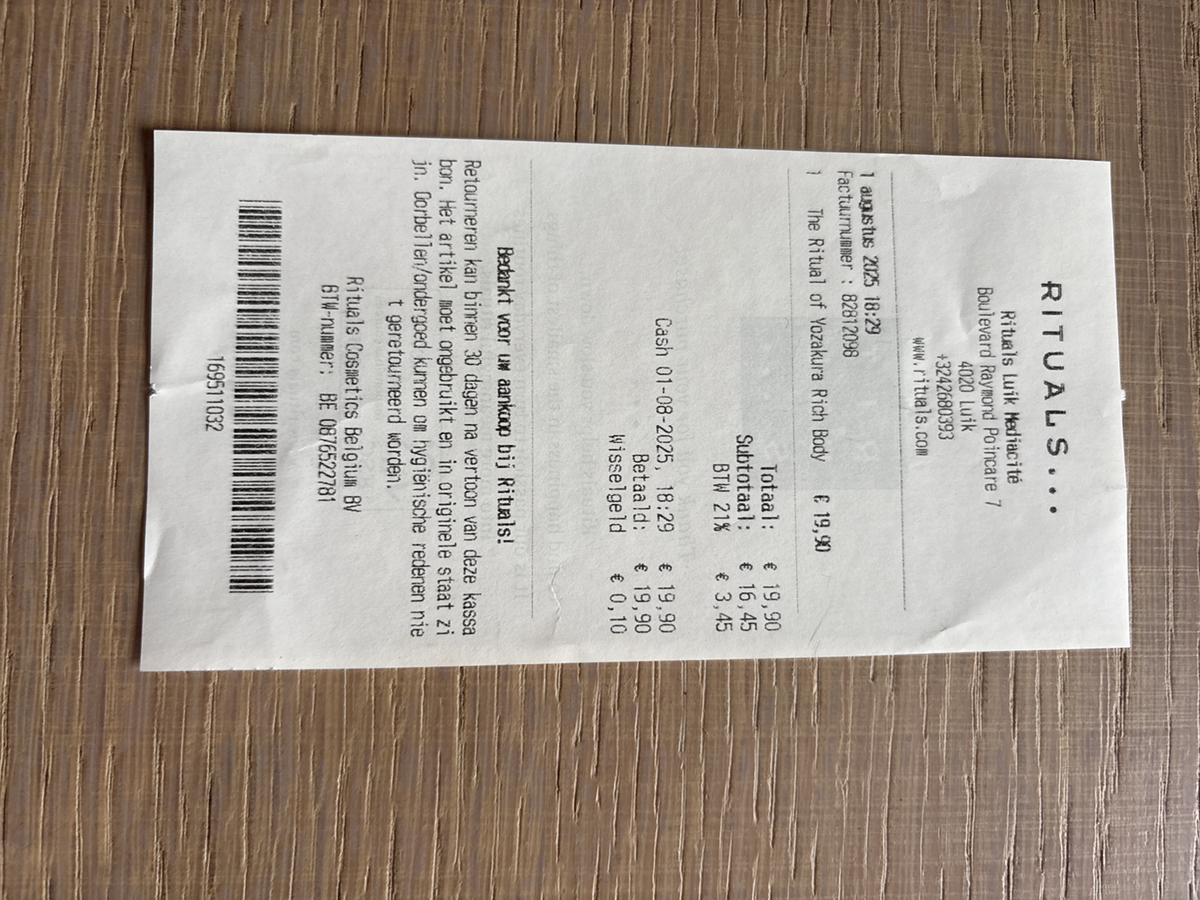 RITUALS...
Rituals Luik Mediacité
Boulevard Raymond Poincare 7
4020 Luik
+3242680393
www.rituals.com
1 augustus 2025 18:29
Factuurnummer : 82812098
1 The Ritual of Yozakura Rich Body € 19,90
Totaal: € 19,90
Subtotaal: € 16,45
BTW 21% € 3,45
Cash 01-08-2025, 18:29 € 19,90
Betaald: € 19,90
Wisselgeld € 0,10
Bedankt voor uw aankoop bij Rituals!
Retourneren kan binnen 30 dagen na vertoon van deze kassa
bon. Het artikel moet ongebruikt en in originele staat zi
jn. Oorbellen/ondergoed kunnen om hygiënische redenen nie
t geretourneerd worden.
Rituals Cosmetics Belgium BV
BTW-nummer: BE 0876522781
169511032